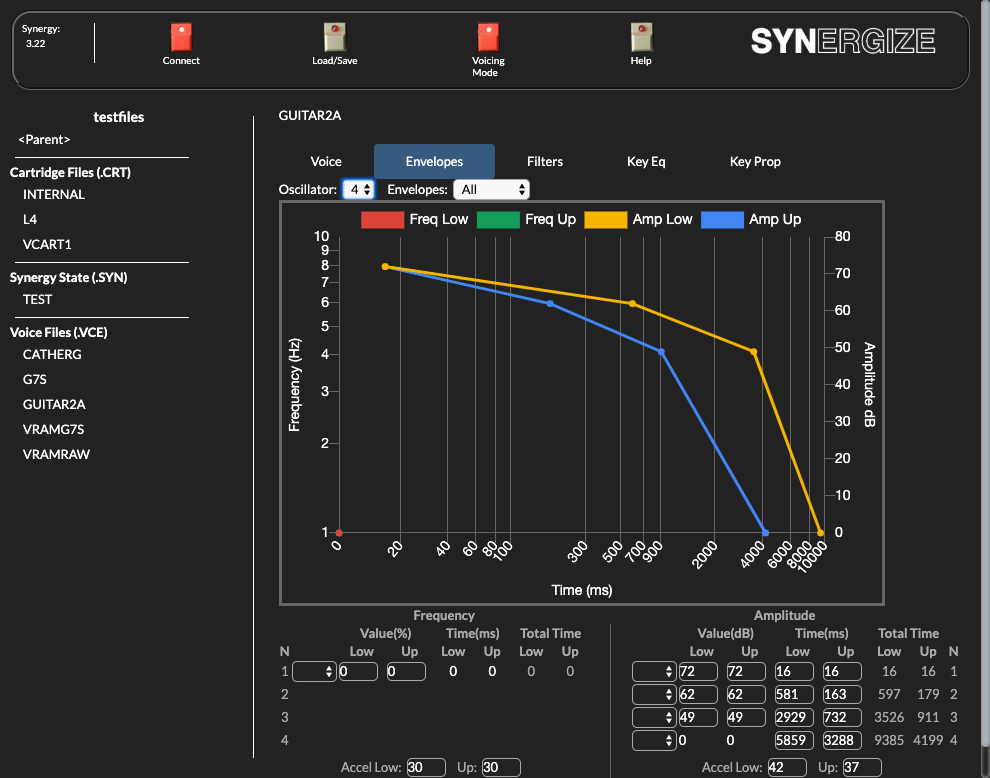 Synergy:
3.22
Connect
Load/Save
Voicing
Mode
Help
SYNERGIZE
testfiles
<Parent>
Cartridge Files (.CRT)
INTERNAL
L4
VCART1
Synergy State (.SYN)
TEST
Voice Files (.VCE)
CATHERG
G7S
GUITAR2A
VRAMG7S
VRAMRAW
GUITAR2A
Voice Envelopes Filters Key Eq Key Prop
Oscillator: 4 Envelopes: All
Freq Low Freq Up Amp Low Amp Up
Frequency (Hz)
10
9
8
7
6
5
4
3
2
1
80
70
60
50
40
30
20
10
0
Amplitude dB
0 20 40 60 80 100 300 500 700 900 2000 4000 6000 8000 10000
Time (ms)
Frequency
Value(%) Time(ms) Total Time
N Low Up Low Up Low Up
1 0 0 0 0 0 0
2
3
4
Accel Low: 30 Up: 30
Amplitude
Value(dB) Time(ms) Total Time
Low Up Low Up Low Up N
72 72 16 16 16 16 1
62 62 581 163 597 179 2
49 49 2929 732 3526 911 3
0 0 5859 3288 9385 4199 4
Accel Low: 42 Up: 37